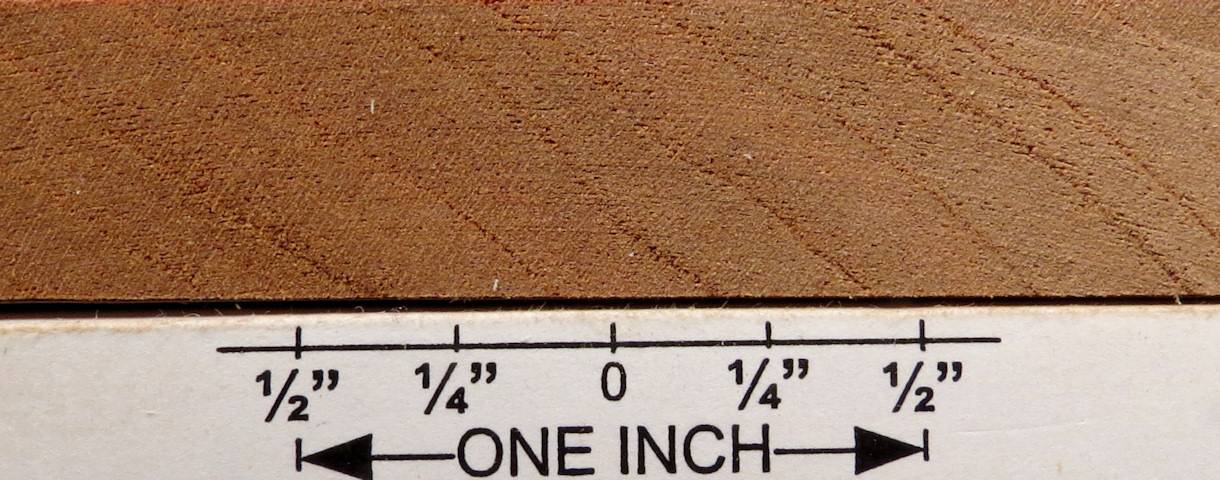 ½” ¼” 0 ¼” ½”
ONE INCH